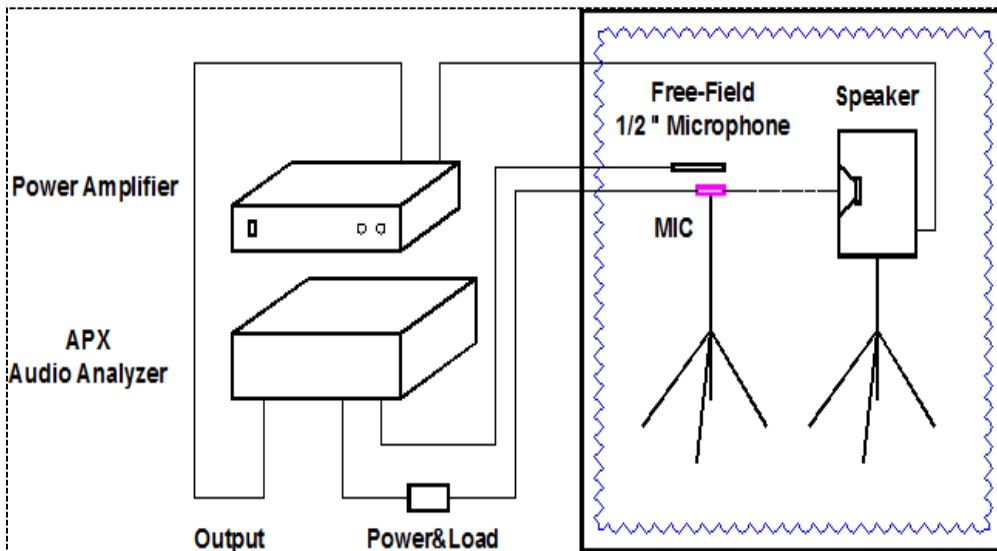 Free-Field
1/2 " Microphone
Speaker
Power Amplifier
MIC
APX
Audio Analyzer
Output
Power&Load